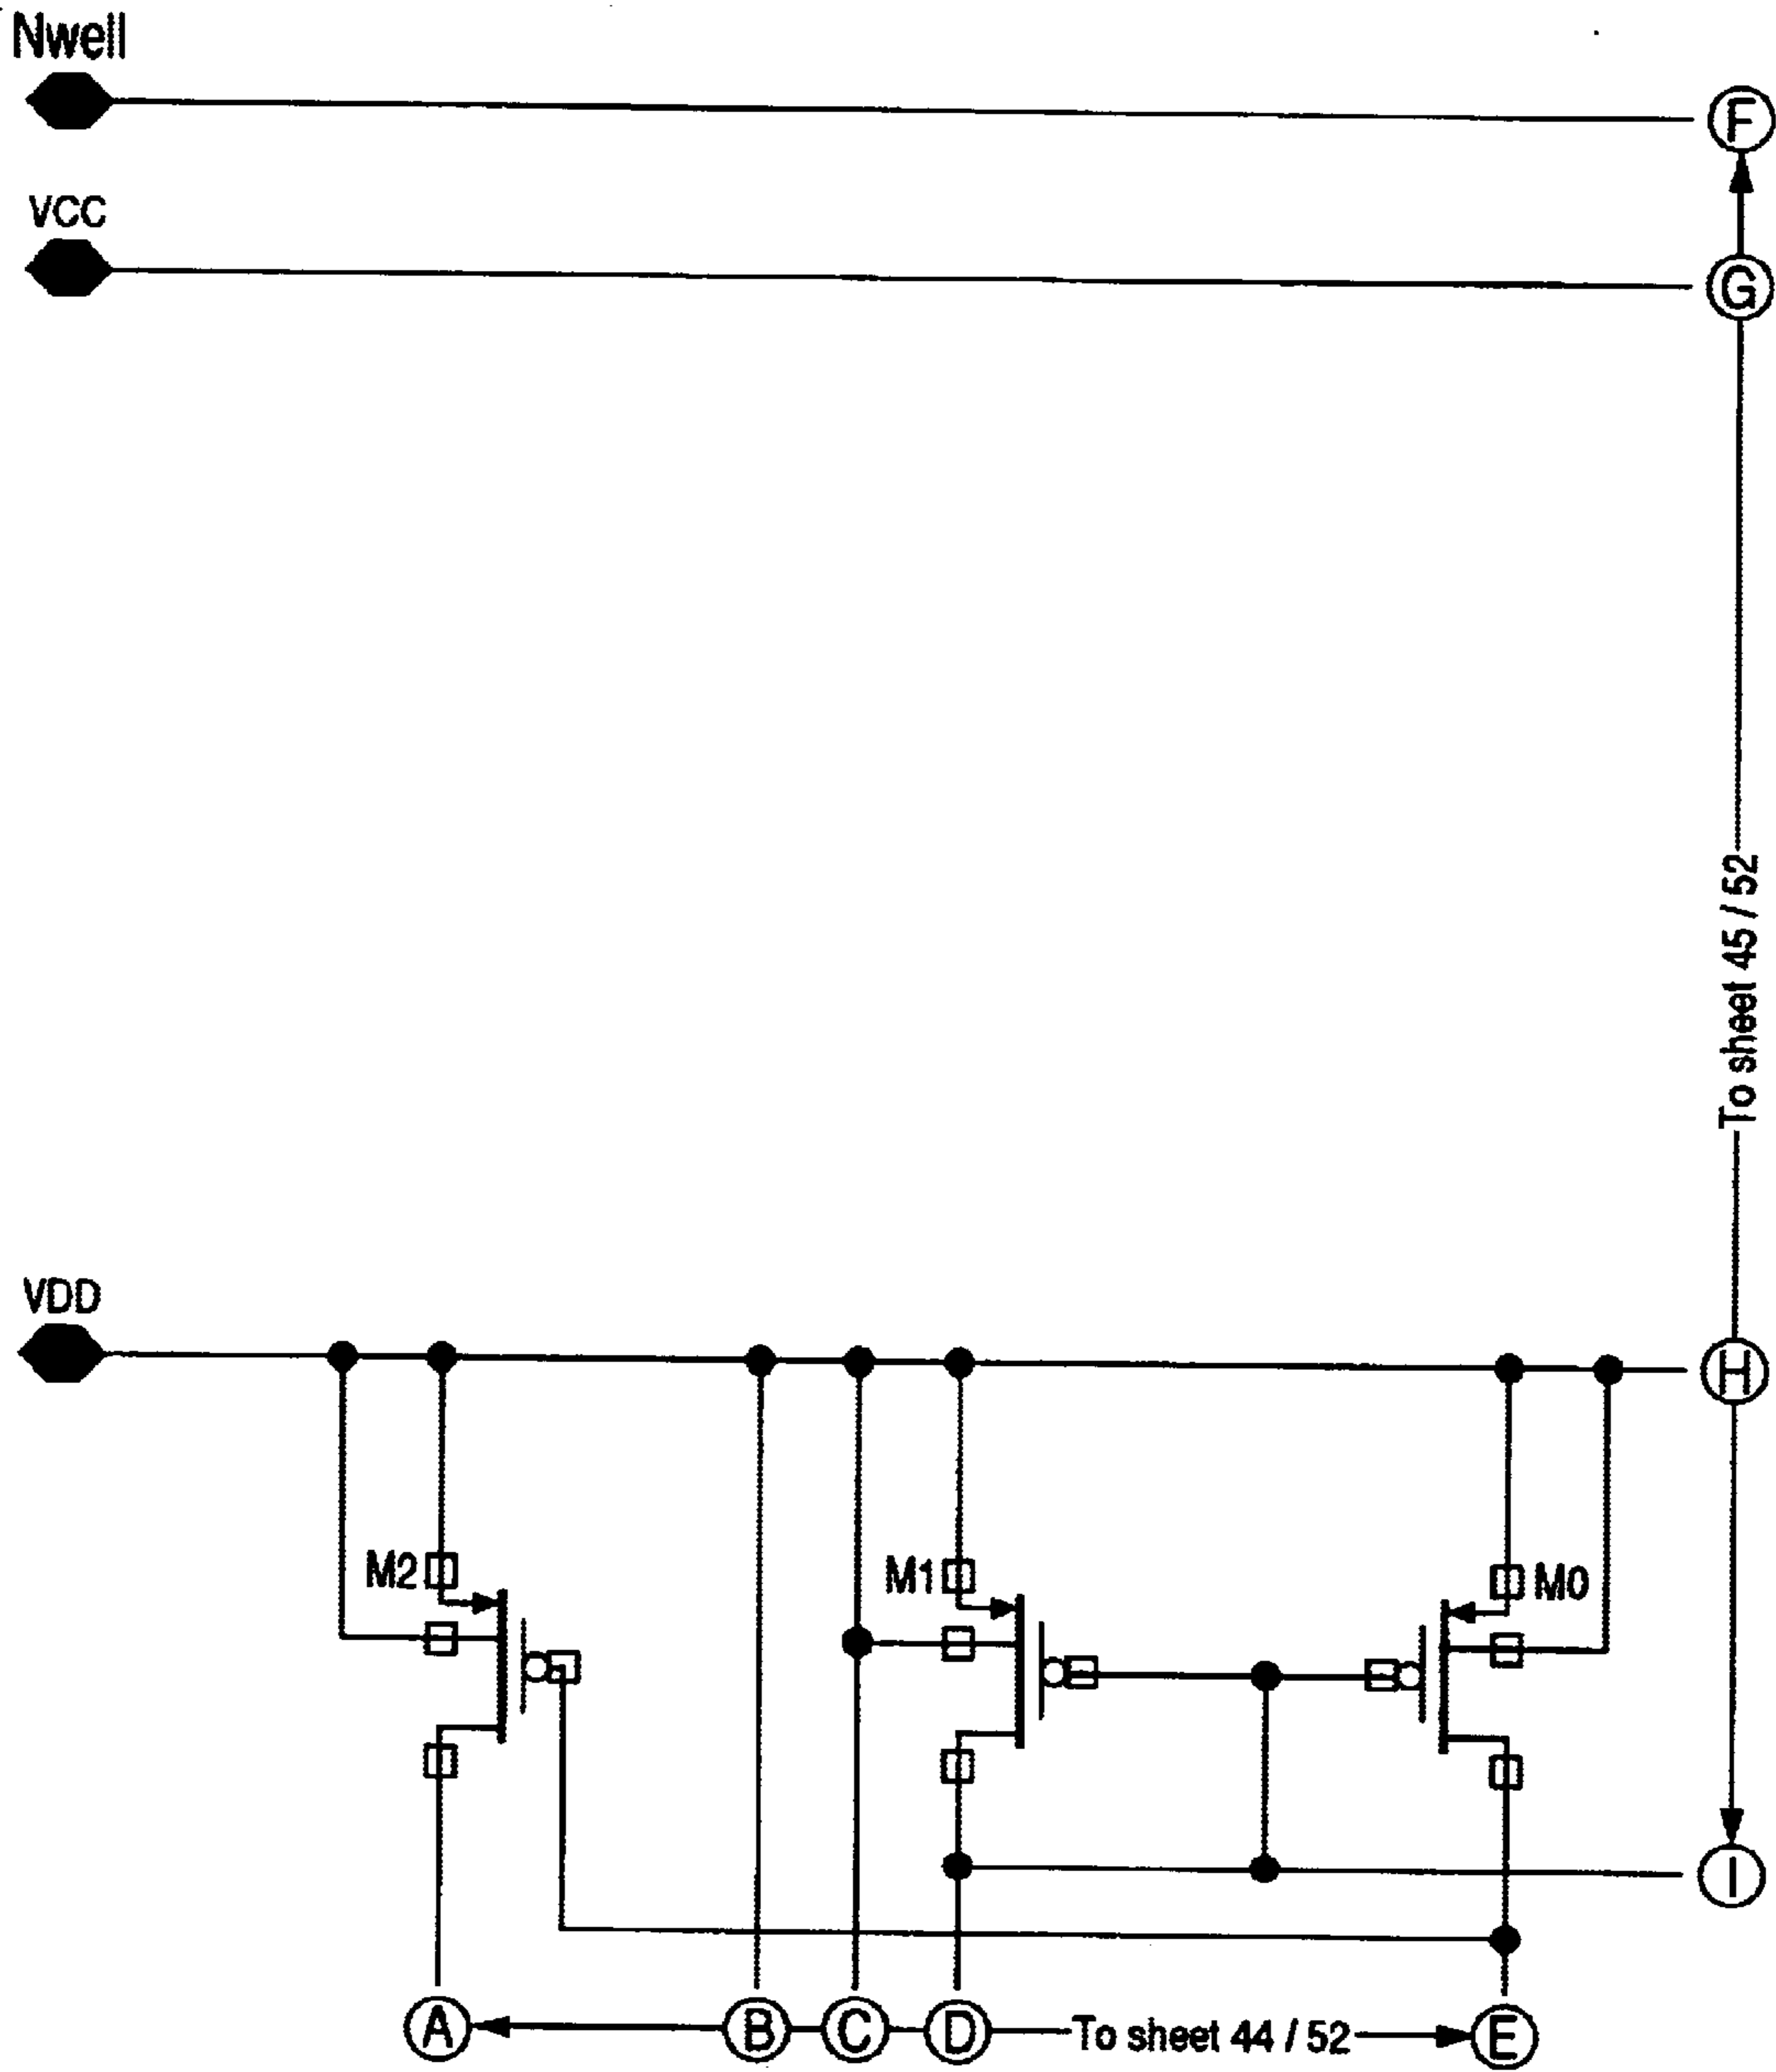 Nwell
F
VCC
G
To sheet 45 / 52
VDD
H
M2
M1
M0
I
A
B
C
D
To sheet 44 / 52
E